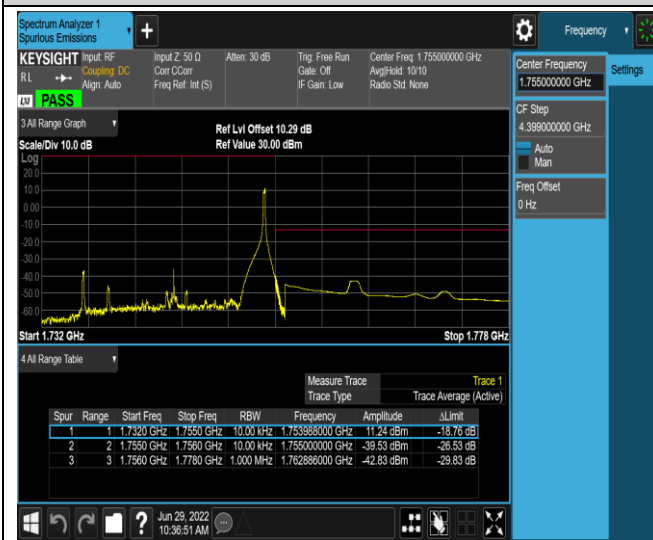 Spectrum Analyzer 1
Spurious Emissions
Frequency
KEYSIGHT
RL
LXI
PASS
Input: RF
Coupling: DC
Align: Auto
Input Z: 50 Ω
Corr CCorr
Freq Ref: Int (S)
Atten: 30 dB
Trig: Free Run
Gate: Off
IF Gain: Low
Center Freq: 1.755000000 GHz
Avg|Hold: 10/10
Radio Std: None
Center Frequency
1.755000000 GHz
Settings
CF Step
4.399000000 GHz
Auto
Man
Freq Offset
0 Hz
3 All Range Graph
Scale/Div 10.0 dB
Ref Lvl Offset 10.29 dB
Ref Value 30.00 dBm
Log
20.0
10.0
0.00
-10.0
-20.0
-30.0
-40.0
-50.0
-60.0
Start 1.732 GHz
Stop 1.778 GHz
4 All Range Table
Measure Trace Trace 1
Trace Type Trace Average (Active)
Spur Range Start Freq Stop Freq RBW Frequency Amplitude ΔLimit
1 1 1.7320 GHz 1.7550 GHz 10.00 kHz 1.753988000 GHz 11.24 dBm -18.76 dB
2 2 1.7550 GHz 1.7560 GHz 10.00 kHz 1.755000000 GHz -39.53 dBm -26.53 dB
3 3 1.7560 GHz 1.7780 GHz 1.000 MHz 1.762886000 GHz -42.83 dBm -29.83 dB
Jun 29, 2022
10:36:51 AM